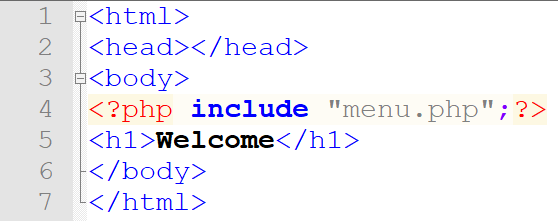 1 <html>
2 <head></head>
3 <body>
4 <?php include "menu.php";?>
5 <h1>Welcome</h1>
6 </body>
7 </html>